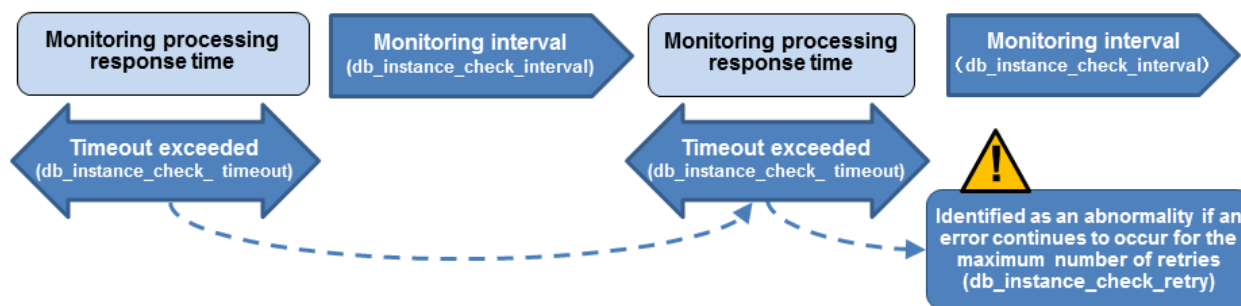 Monitoring processing
response time
Monitoring interval
(db_instance_check_interval)
Monitoring processing
response time
Monitoring interval
（db_instance_check_interval）
Timeout exceeded
(db_instance_check_ timeout)
Timeout exceeded
(db_instance_check_ timeout)
!
Identified as an abnormality if an
error continues to occur for the
maximum number of retries
(db_instance_check_retry)